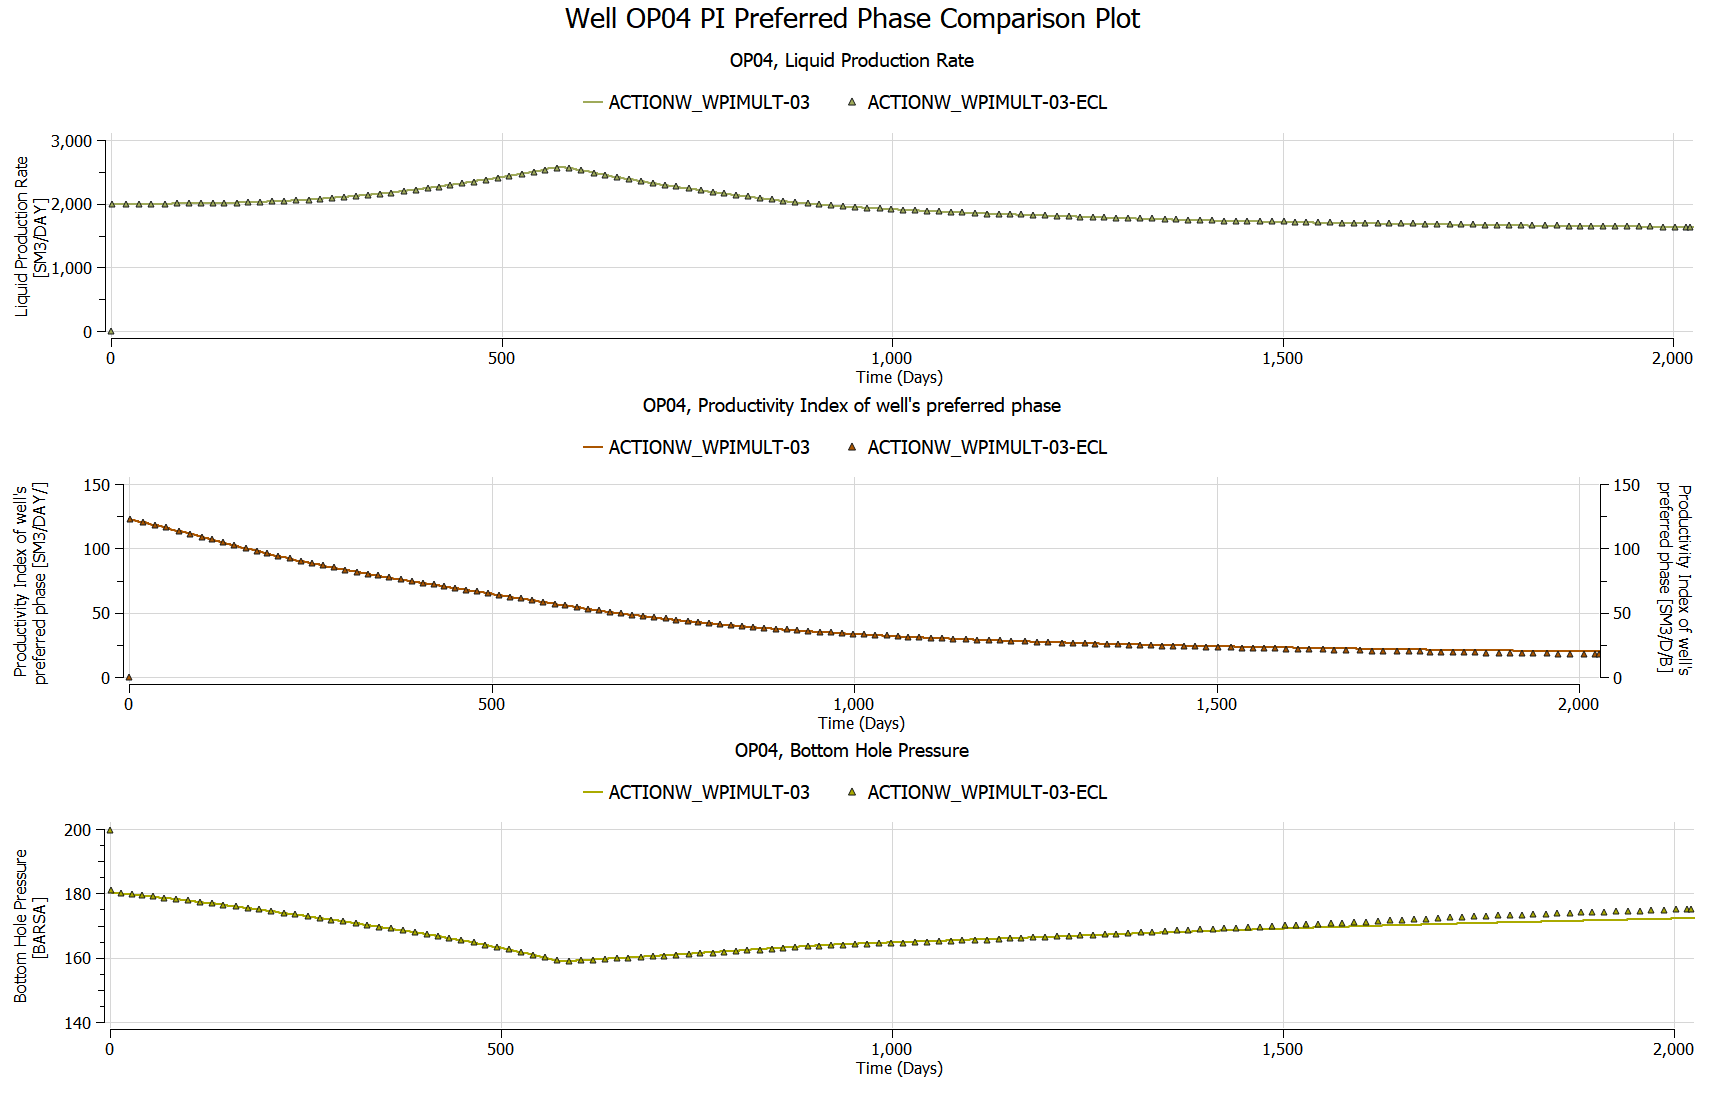 Well OP04 PI Preferred Phase Comparison Plot
OP04, Liquid Production Rate
ACTIONW_WPIMULT-03
ACTIONW_WPIMULT-03-ECL
Liquid Production Rate
[SM3/DAY]
3,000
2,000
1,000
0
0
500
1,000
1,500
2,000
Time (Days)
OP04, Productivity Index of well's preferred phase
ACTIONW_WPIMULT-03
ACTIONW_WPIMULT-03-ECL
Productivity Index of well's
preferred phase [SM3/DAY/]
150
100
50
0
150
100
50
0
Productivity Index of well's
preferred phase [SM3/D/B]
0
500
1,000
1,500
2,000
Time (Days)
OP04, Bottom Hole Pressure
ACTIONW_WPIMULT-03
ACTIONW_WPIMULT-03-ECL
Bottom Hole Pressure
[BARSA]
200
180
160
140
0
500
1,000
1,500
2,000
Time (Days)